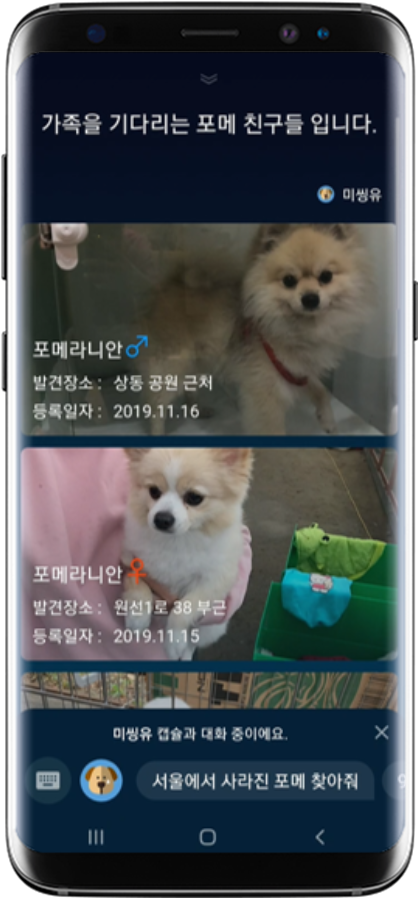 가족을 기다리는 포메 친구들 입니다.
미씽유
포메라니안♂
발견장소 : 상동 공원 근처
등록일자 : 2019.11.16
포메라니안♀
발견장소 : 원선1로 38 부근
등록일자 : 2019.11.15
미씽유 캡슐과 대화 중이에요.
서울에서 사라진 포메 찾아줘